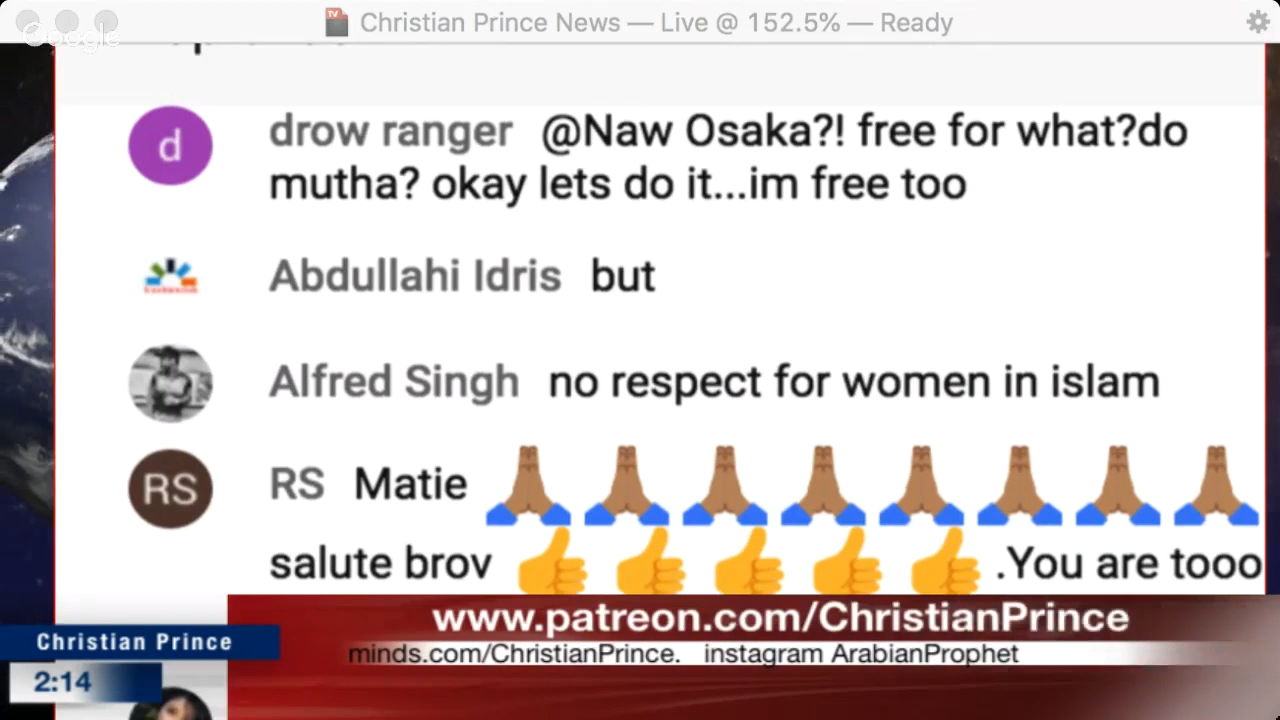 Christian Prince News — Live @ 152.5% — Ready
Google
d
drow ranger @Naw Osaka?! free for what?do
mutha? okay lets do it...im free too
Abdullahi Idris but
Alfred Singh no respect for women in islam
RS
RS Matie 🙏🏽🙏🏽🙏🏽🙏🏽🙏🏽🙏🏽🙏🏽🙏🏽
salute brov 👍👍👍👍👍 .You are tooo
www.patreon.com/ChristianPrince
Christian Prince
minds.com/ChristianPrince. instagram ArabianProphet
2:14